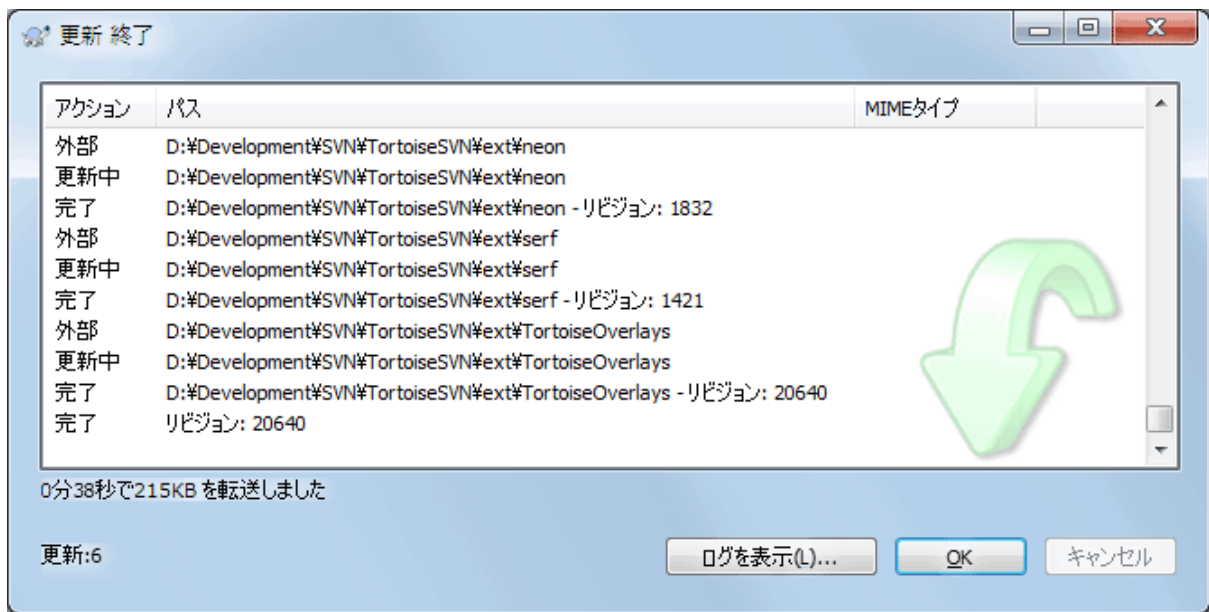 更新 終了
アクション パス MIMEタイプ
外部 D:¥Development¥SVN¥TortoiseSVN¥ext¥neon
更新中 D:¥Development¥SVN¥TortoiseSVN¥ext¥neon
完了 D:¥Development¥SVN¥TortoiseSVN¥ext¥neon - リビジョン: 1832
外部 D:¥Development¥SVN¥TortoiseSVN¥ext¥serf
更新中 D:¥Development¥SVN¥TortoiseSVN¥ext¥serf
完了 D:¥Development¥SVN¥TortoiseSVN¥ext¥serf - リビジョン: 1421
外部 D:¥Development¥SVN¥TortoiseSVN¥ext¥TortoiseOverlays
更新中 D:¥Development¥SVN¥TortoiseSVN¥ext¥TortoiseOverlays
完了 D:¥Development¥SVN¥TortoiseSVN¥ext¥TortoiseOverlays - リビジョン: 20640
完了 リビジョン: 20640
0分38秒で215KB を転送しました
更新:6 ログを表示(L)... OK キャンセル